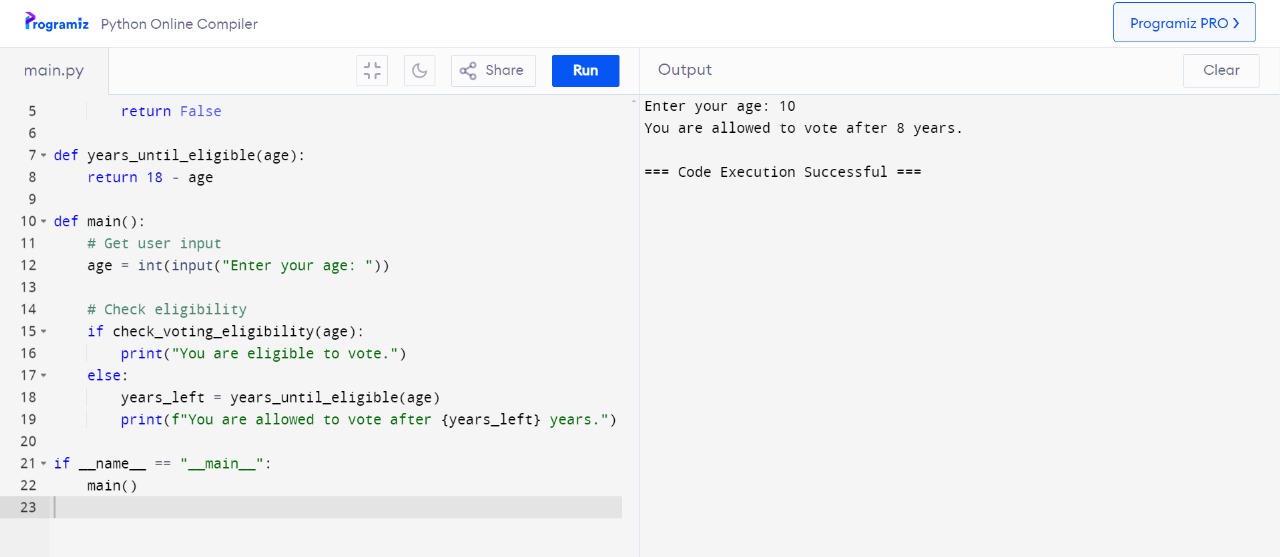 Programiz Python Online Compiler
Programiz PRO >
main.py
Share
Run
Output
Clear
5         return False
6
7 def years_until_eligible(age):
8     return 18 - age
9
10 def main():
11     # Get user input
12     age = int(input("Enter your age: "))
13
14     # Check eligibility
15     if check_voting_eligibility(age):
16         print("You are eligible to vote.")
17     else:
18         years_left = years_until_eligible(age)
19         print(f"You are allowed to vote after {years_left} years.")
20
21 if __name__ == "__main__":
22     main()
23
Enter your age: 10
You are allowed to vote after 8 years.
=== Code Execution Successful ===